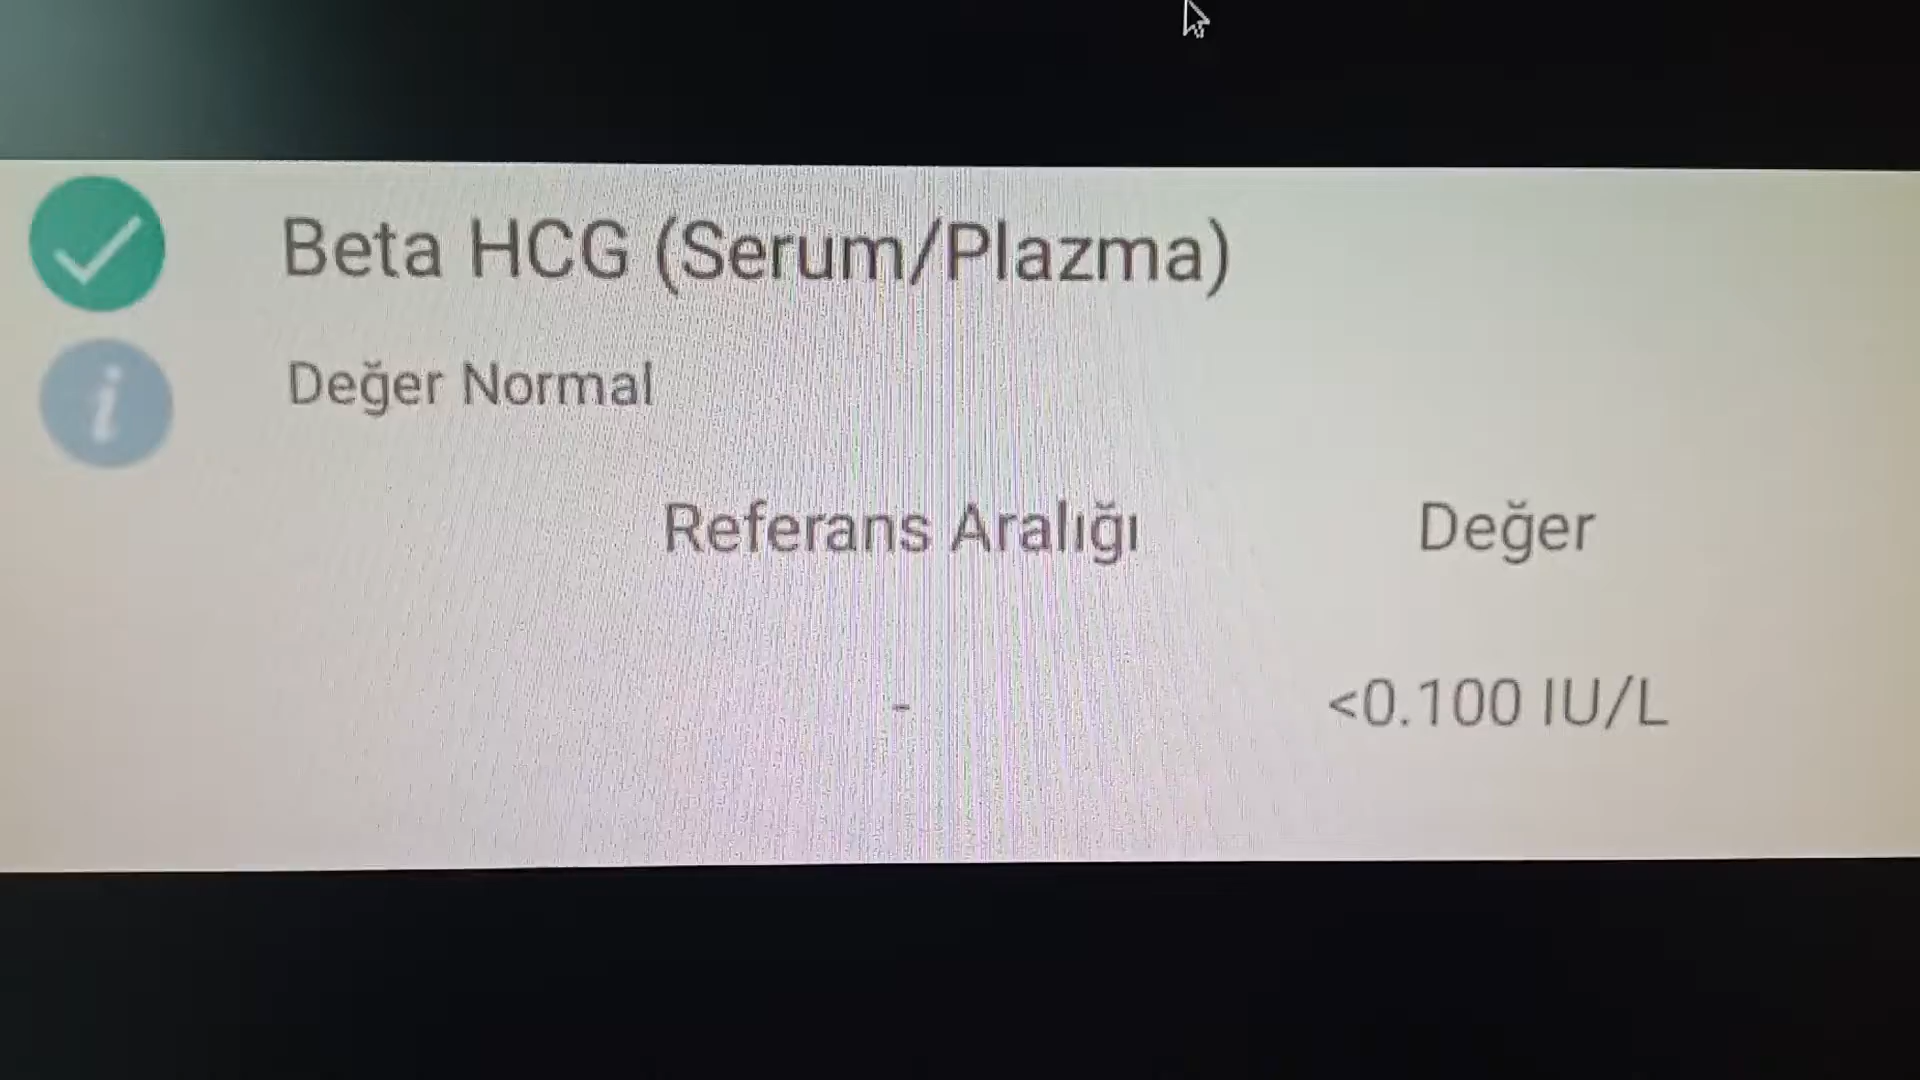 Beta HCG (Serum/Plazma)
Değer Normal
Referans Aralığı Değer
- <0.100 IU/L